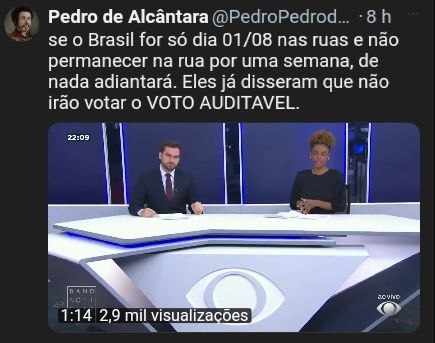 Pedro de Alcântara @PedroPedrod... · 8 h
se o Brasil for só dia 01/08 nas ruas e não
permanecer na rua por uma semana, de
nada adiantará. Eles já disseram que não
irão votar o VOTO AUDITAVEL.
22:09
BAND
NOTI
ao vivo
1:14 2,9 mil visualizações